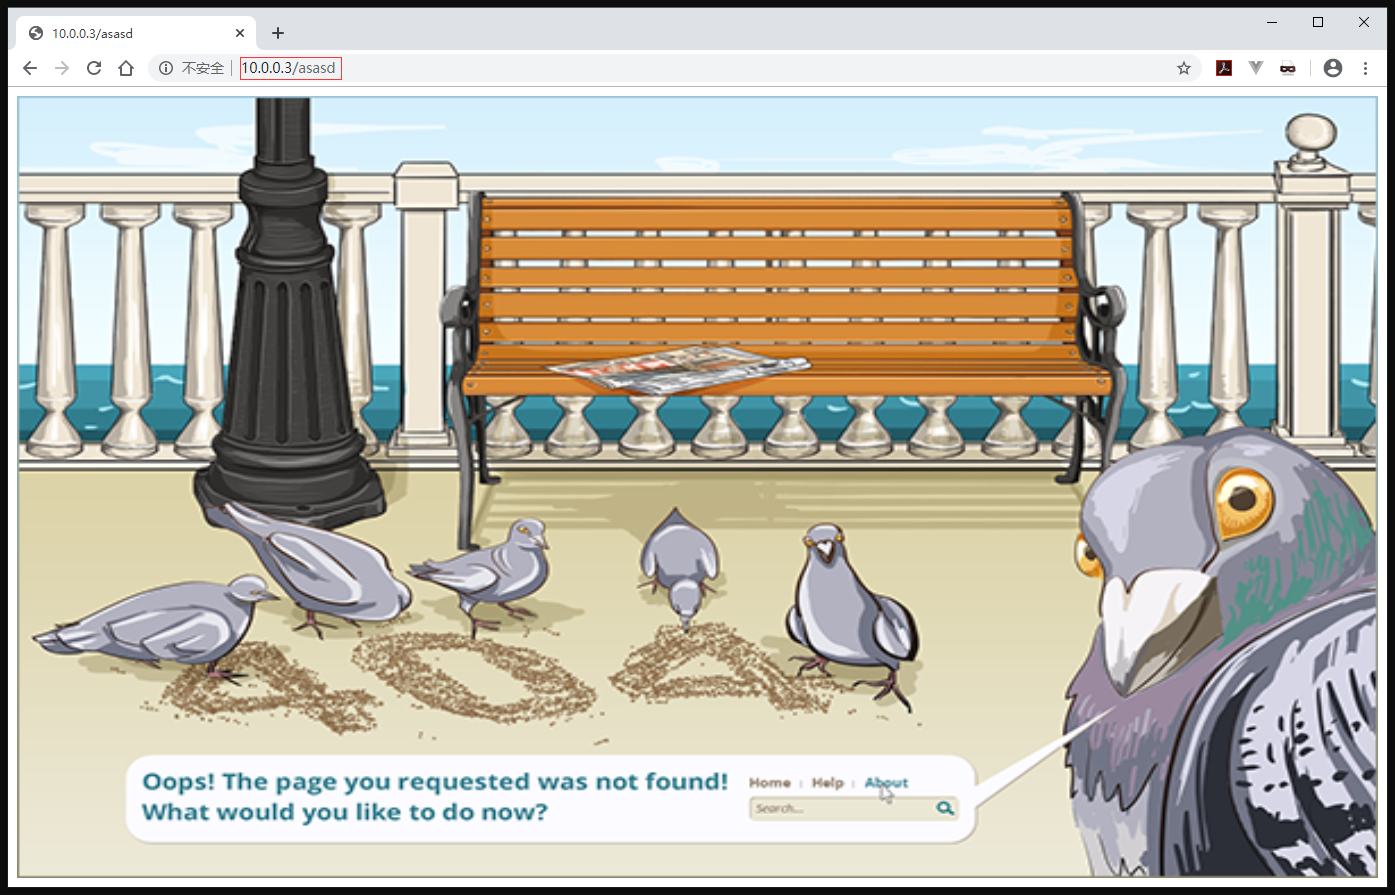 10.0.0.3/asasd
不安全
10.0.0.3/asasd
404
Oops! The page you requested was not found!
What would you like to do now?
Home | Help | About
Search...